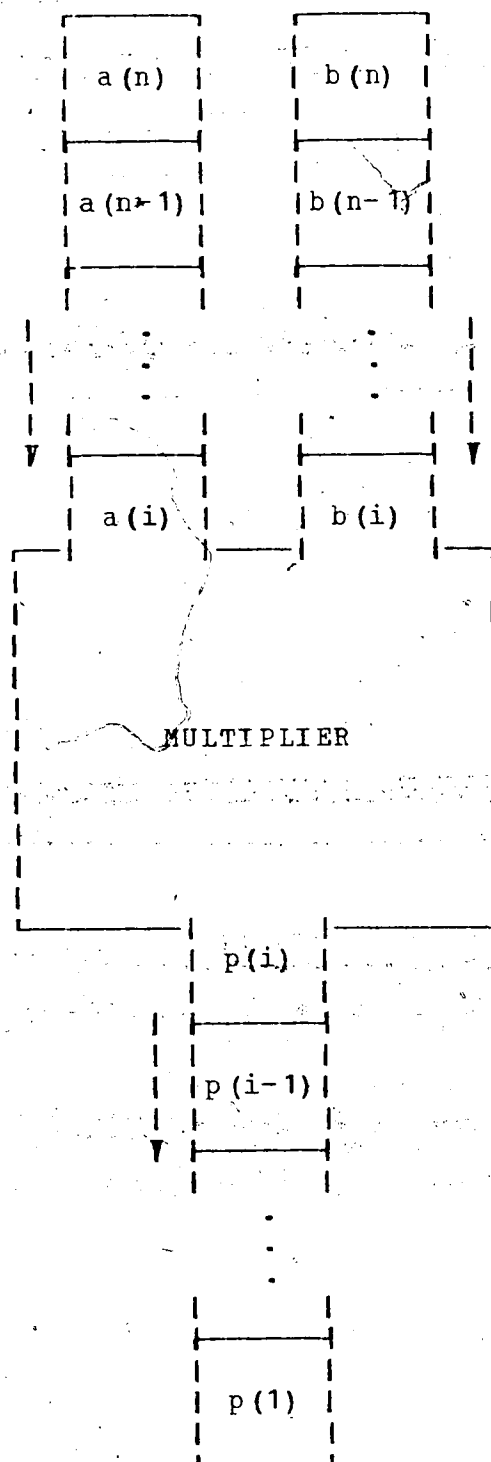 a(n) b(n)
a(n-1) b(n-1)
a(i) b(i)
MULTIPLIER
p(i)
p(i-1)
p(1)